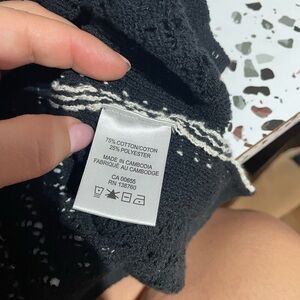 75% COTTON/COTON
25% POLYESTER
MADE IN CAMBODIA
FABRIQUÉ AU CAMBODGE
CA 00655
RN 138760